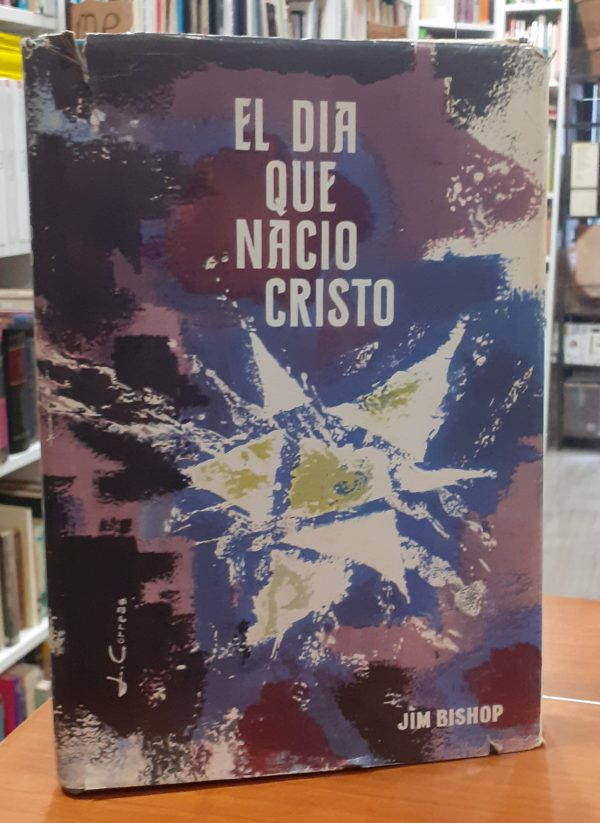 EL DIA
QUE
NACIO
CRISTO
J. Correas
JIM BISHOP